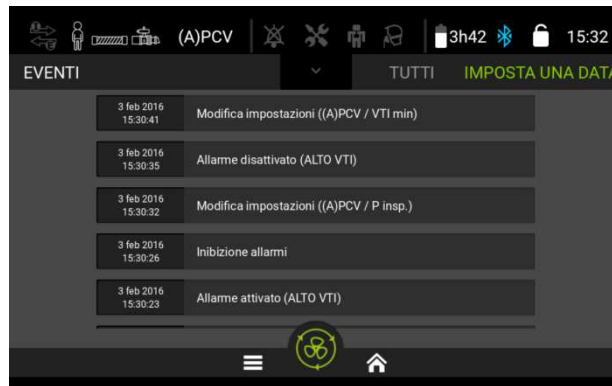 (A)PCV 3h42 15:32
EVENTI TUTTI IMPOSTA UNA DATA
3 feb 2016
15:30:41
Modifica impostazioni ((A)PCV / VTI min)
3 feb 2016
15:30:35
Allarme disattivato (ALTO VTI)
3 feb 2016
15:30:32
Modifica impostazioni ((A)PCV / P insp.)
3 feb 2016
15:30:26
Inibizione allarmi
3 feb 2016
15:30:23
Allarme attivato (ALTO VTI)